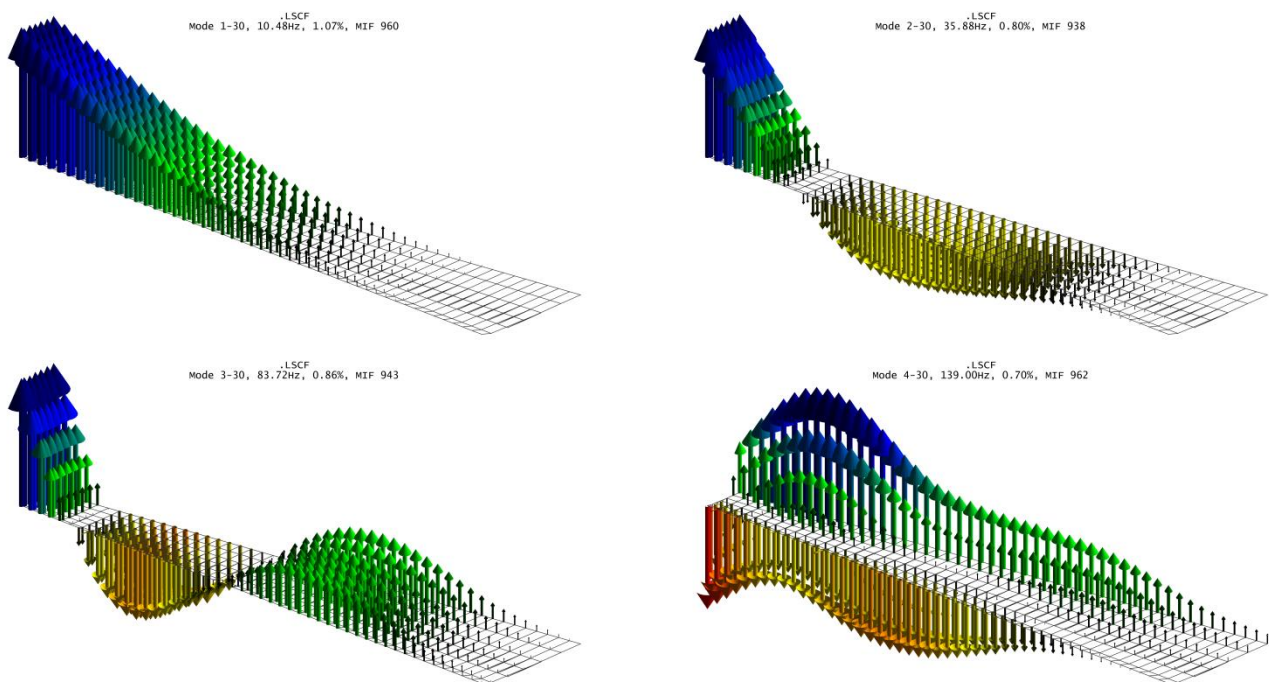 .LSCF
Mode 1-30, 10.48Hz, 1.07%, MIF 960
.LSCF
Mode 2-30, 35.88Hz, 0.80%, MIF 938
.LSCF
Mode 3-30, 83.72Hz, 0.86%, MIF 943
.LSCF
Mode 4-30, 139.00Hz, 0.70%, MIF 962